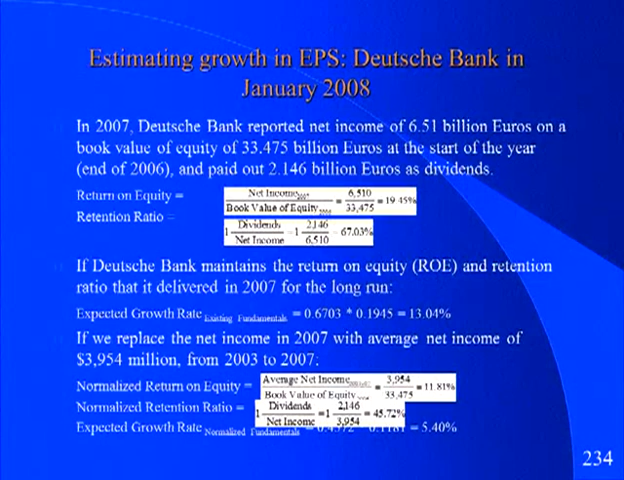 Estimating growth in EPS: Deutsche Bank in
January 2008
In 2007, Deutsche Bank reported net income of 6.51 billion Euros on a
book value of equity of 33.475 billion Euros at the start of the year
(end of 2006), and paid out 2.146 billion Euros as dividends.
Return on Equity = Net Income2007 / Book Value of Equity2006 = 6,510 / 33,475 = 19.45%
Retention Ratio = 1 - Dividends / Net Income = 1 - 2,146 / 6,510 = 67.03%
If Deutsche Bank maintains the return on equity (ROE) and retention
ratio that it delivered in 2007 for the long run:
Expected Growth Rate Existing Fundamentals = 0.6703 * 0.1945 = 13.04%
If we replace the net income in 2007 with average net income of
$3,954 million, from 2003 to 2007:
Normalized Return on Equity = Average Net Income / Book Value of Equity = 3,954 / 33,475 = 11.81%
Normalized Retention Ratio = 1 Dividends / Net Income = 1 2,146 / 3,954 = 45.72%
Expected Growth Rate Normalized Fundamentals = 5.40%
234